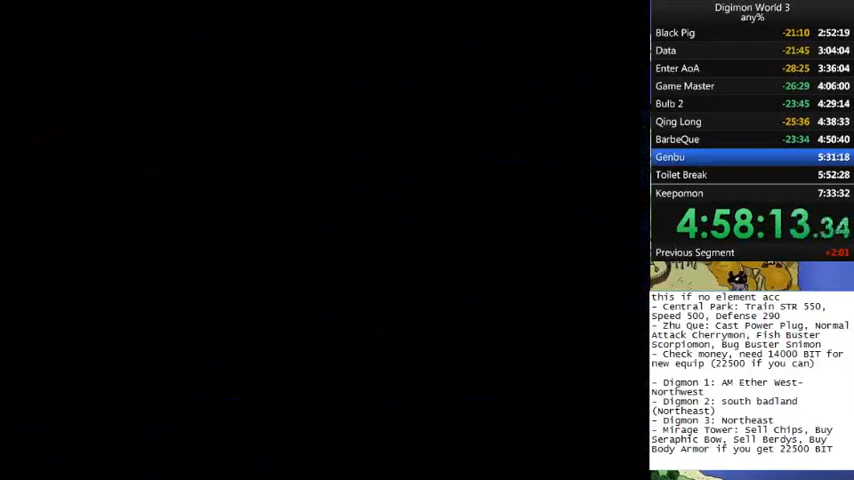 Digimon World 3
any%
Black Pig -21:10 2:52:19
Data -21:45 3:04:04
Enter AoA -28:25 3:36:04
Game Master -26:29 4:06:00
Bulb 2 -23:45 4:29:14
Qing Long -25:36 4:38:33
BarbeQue -23:34 4:50:40
Genbu 5:31:18
Toilet Break 5:52:28
Keepomon 7:33:32
4:58:13.34
Previous Segment +2:01
this if no element acc
- Central Park: Train STR 550,
Speed 500, Defense 290
- Zhu Que: Cast Power Plug, Normal
Attack Cherrymon, Fish Buster
Scorpiomon, Bug Buster Snimon
- Check money, need 14000 BIT for
new equip (22500 if you can)
- Digmon 1: AM Ether West-
Northwest
- Digmon 2: south badland
(Northeast)
- Digmon 3: Northeast
- Mirage Tower: Sell Chips, Buy
Seraphic Bow, Sell Berdys, Buy
Body Armor if you get 22500 BIT